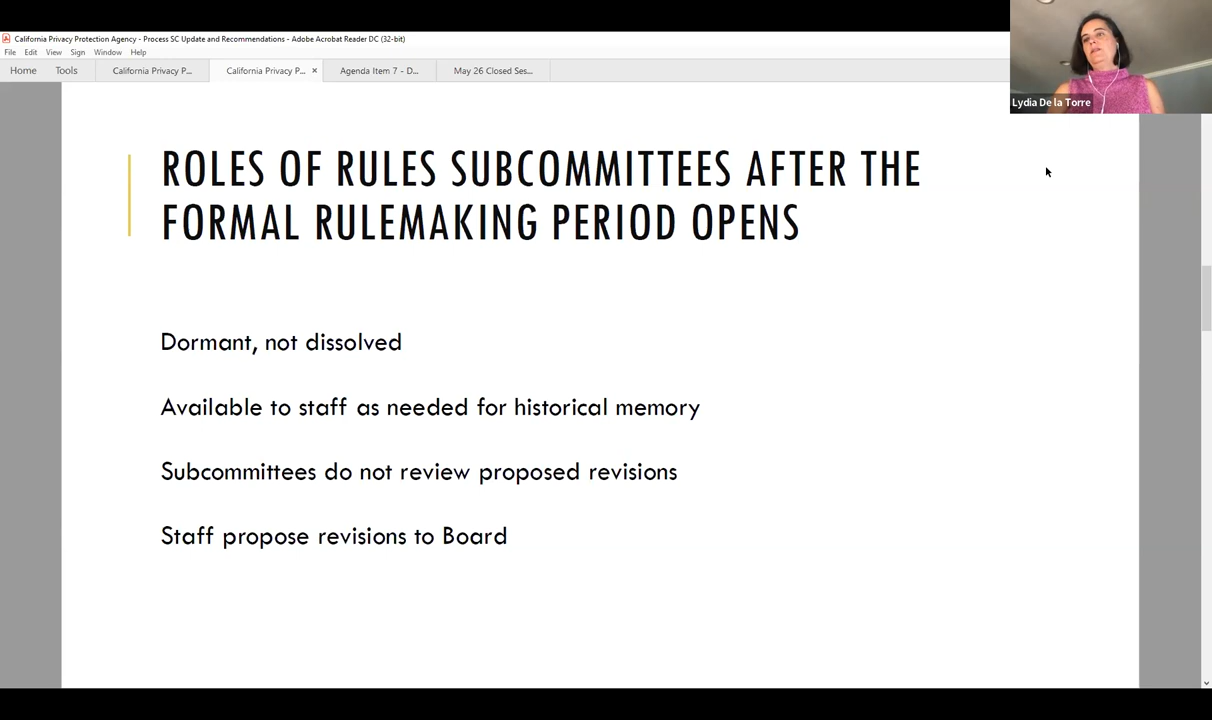 California Privacy Protection Agency - Process SC Update and Recommendations - Adobe Acrobat Reader DC (32-bit)
File Edit View Sign Window Help
Home Tools California Privacy P... California Privacy P... × Agenda Item 7 - D... May 26 Closed Ses...
Lydia De la Torre
ROLES OF RULES SUBCOMMITTEES AFTER THE
FORMAL RULEMAKING PERIOD OPENS
Dormant, not dissolved
Available to staff as needed for historical memory
Subcommittees do not review proposed revisions
Staff propose revisions to Board